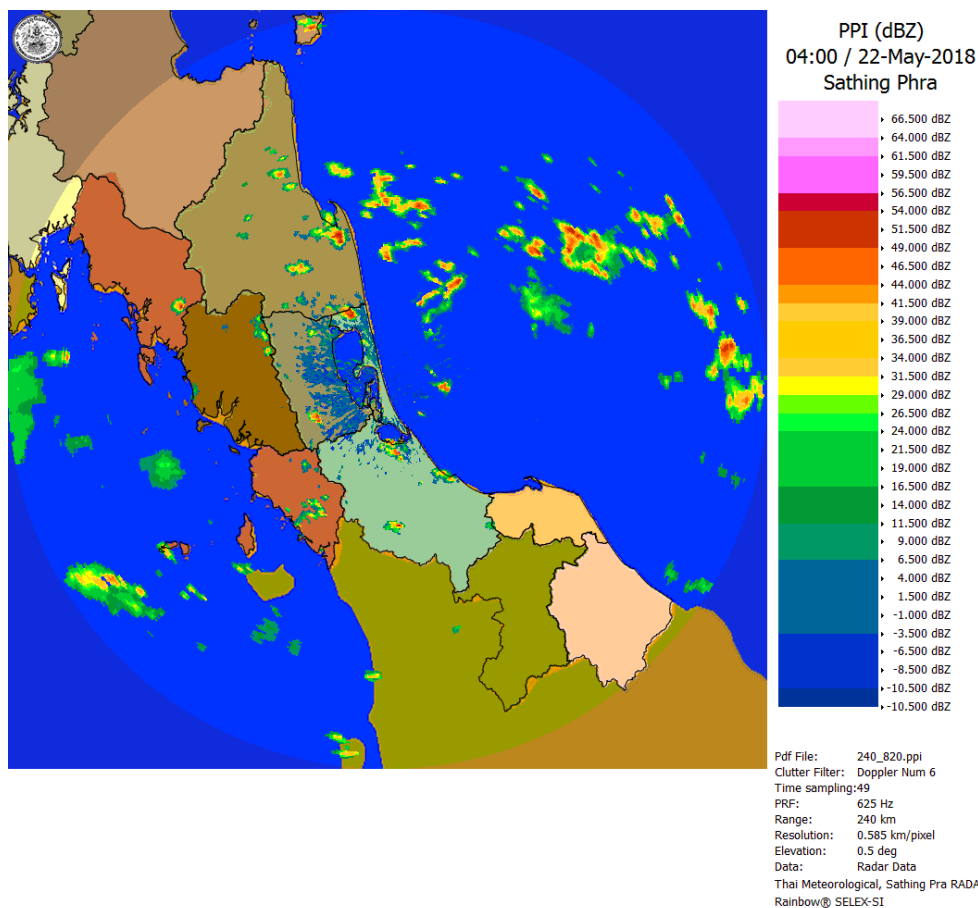 PPI (dBZ)
04:00 / 22-May-2018
Sathing Phra
66.500 dBZ
64.000 dBZ
61.500 dBZ
59.500 dBZ
56.500 dBZ
54.000 dBZ
51.500 dBZ
49.000 dBZ
46.500 dBZ
44.000 dBZ
41.500 dBZ
39.000 dBZ
36.500 dBZ
34.000 dBZ
31.500 dBZ
29.000 dBZ
26.500 dBZ
24.000 dBZ
21.500 dBZ
19.000 dBZ
16.500 dBZ
14.000 dBZ
11.500 dBZ
9.000 dBZ
6.500 dBZ
4.000 dBZ
1.500 dBZ
-1.000 dBZ
-3.500 dBZ
-6.500 dBZ
-8.500 dBZ
-10.500 dBZ
-10.500 dBZ
Pdf File: 240_820.ppi
Clutter Filter: Doppler Num 6
Time sampling:49
PRF: 625 Hz
Range: 240 km
Resolution: 0.585 km/pixel
Elevation: 0.5 deg
Data: Radar Data
Thai Meteorological, Sathing Pra RADA
Rainbow® SELEX-SI